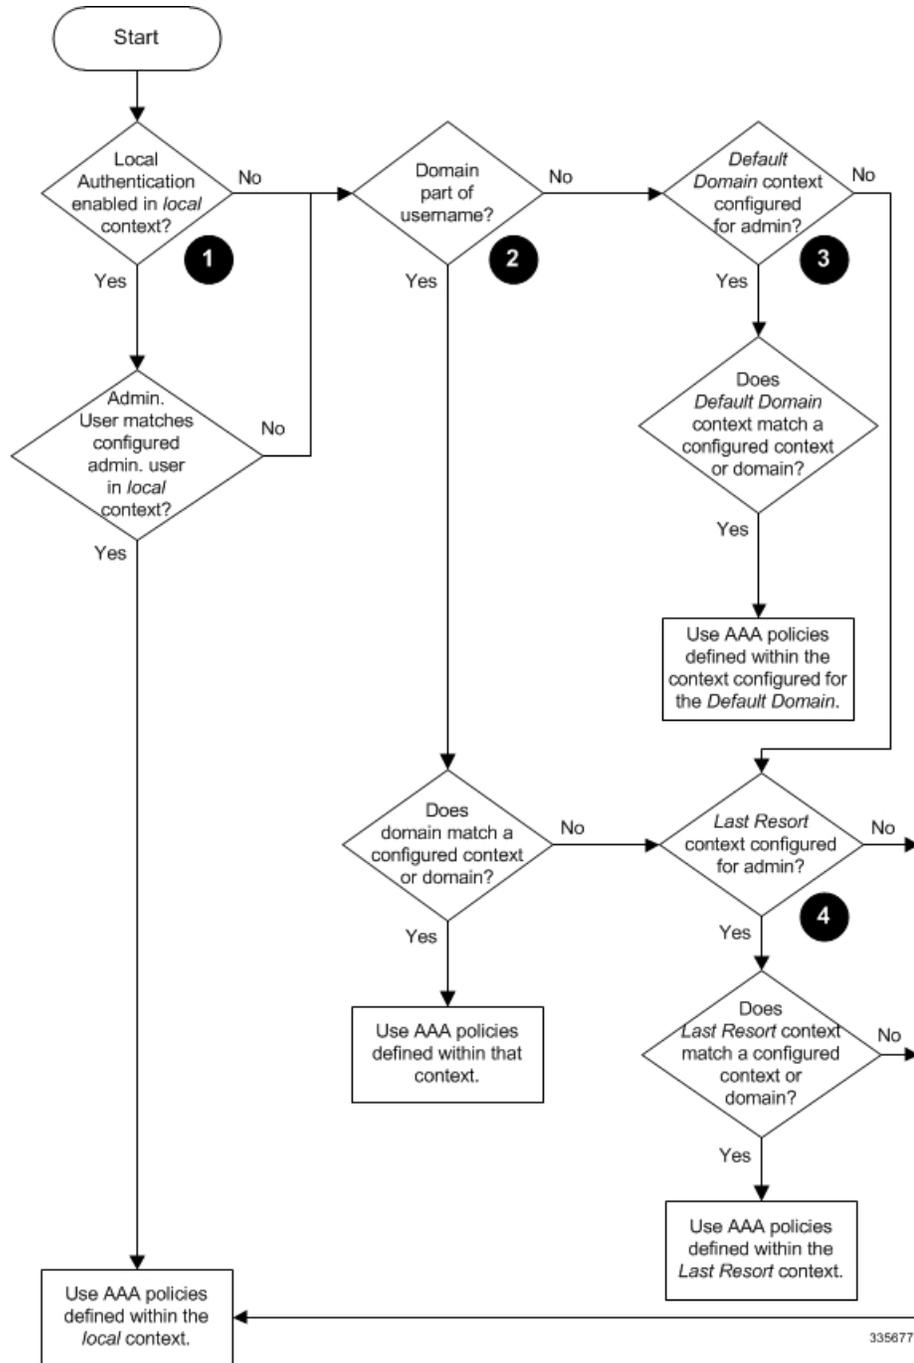 Start
Local
Authentication
enabled in local
context?
No
1
Yes
Domain
part of
username?
No
2
Yes
Default
Domain context
configured
for admin?
No
3
Yes
Admin.
User matches
configured
admin. user
in local
context?
No
Yes
Does
Default Domain
context match a
configured context
or domain?
Yes
Use AAA policies
defined within the
context configured for
the Default Domain.
Does
domain match a
configured context
or domain?
No
Yes
Last Resort
context configured
for admin?
No
4
Yes
Use AAA policies
defined within that
context.
Does
Last Resort context
match a configured
context or
domain?
No
Yes
Use AAA policies
defined within the
Last Resort context.
Use AAA policies
defined within the
local context.
335677